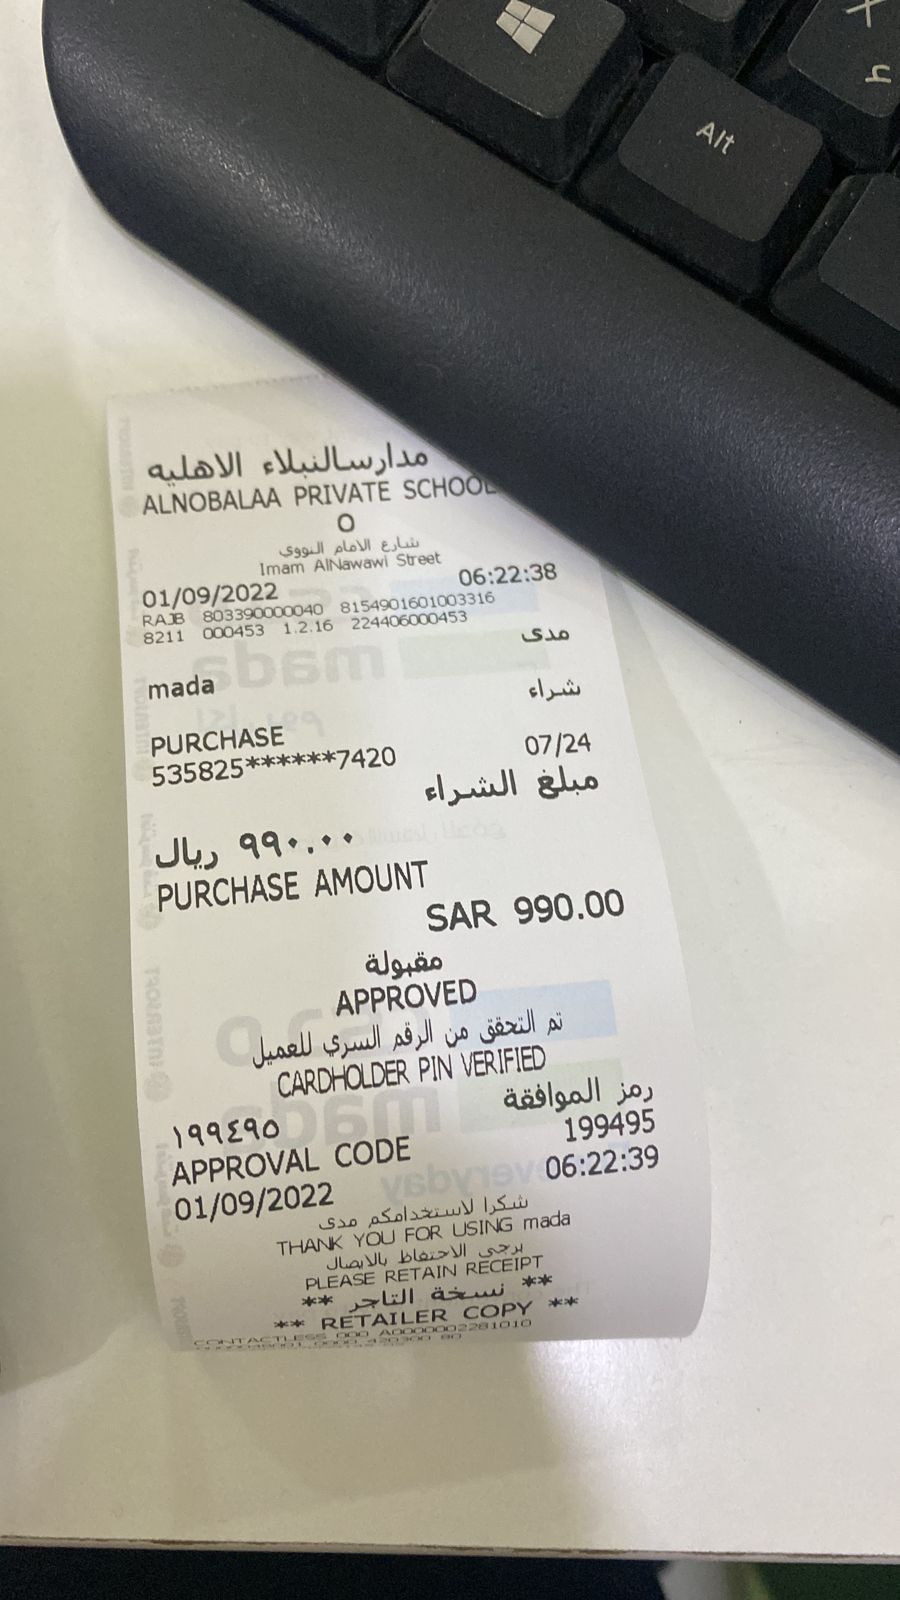 Alt
مدارسالنبلاء الاهليه
ALNOBALAA PRIVATE SCHOOL
O
شارع الامام النووي
Imam AlNawawi Street
01/09/2022 06:22:38
RAJB 803390000040 8154901601003316
8211 000453 1.2.16 224406000453
مدى
mada
شراء
PURCHASE
535825******7420 07/24
مبلغ الشراء
٩٩٠.٠٠ ريال
PURCHASE AMOUNT
SAR 990.00
مقبولة
APPROVED
تم التحقق من الرقم السري للعميل
CARDHOLDER PIN VERIFIED
رمز الموافقة
١٩٩٤٩٥ 199495
APPROVAL CODE
01/09/2022 06:22:39
شكرا لاستخدامكم مدى
THANK YOU FOR USING mada
يرجى الاحتفاظ بالايصال
PLEASE RETAIN RECEIPT
** نسخة التاجر **
** RETAILER COPY **
CONTACTLESS 000 A0000002281010